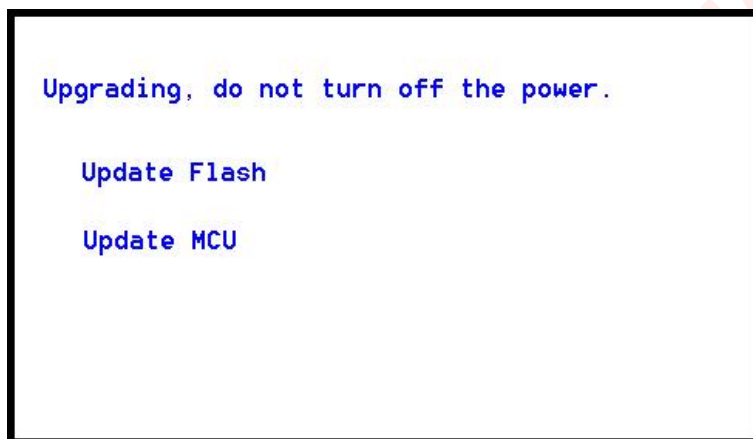 Upgrading, do not turn off the power.
Update Flash
Update MCU